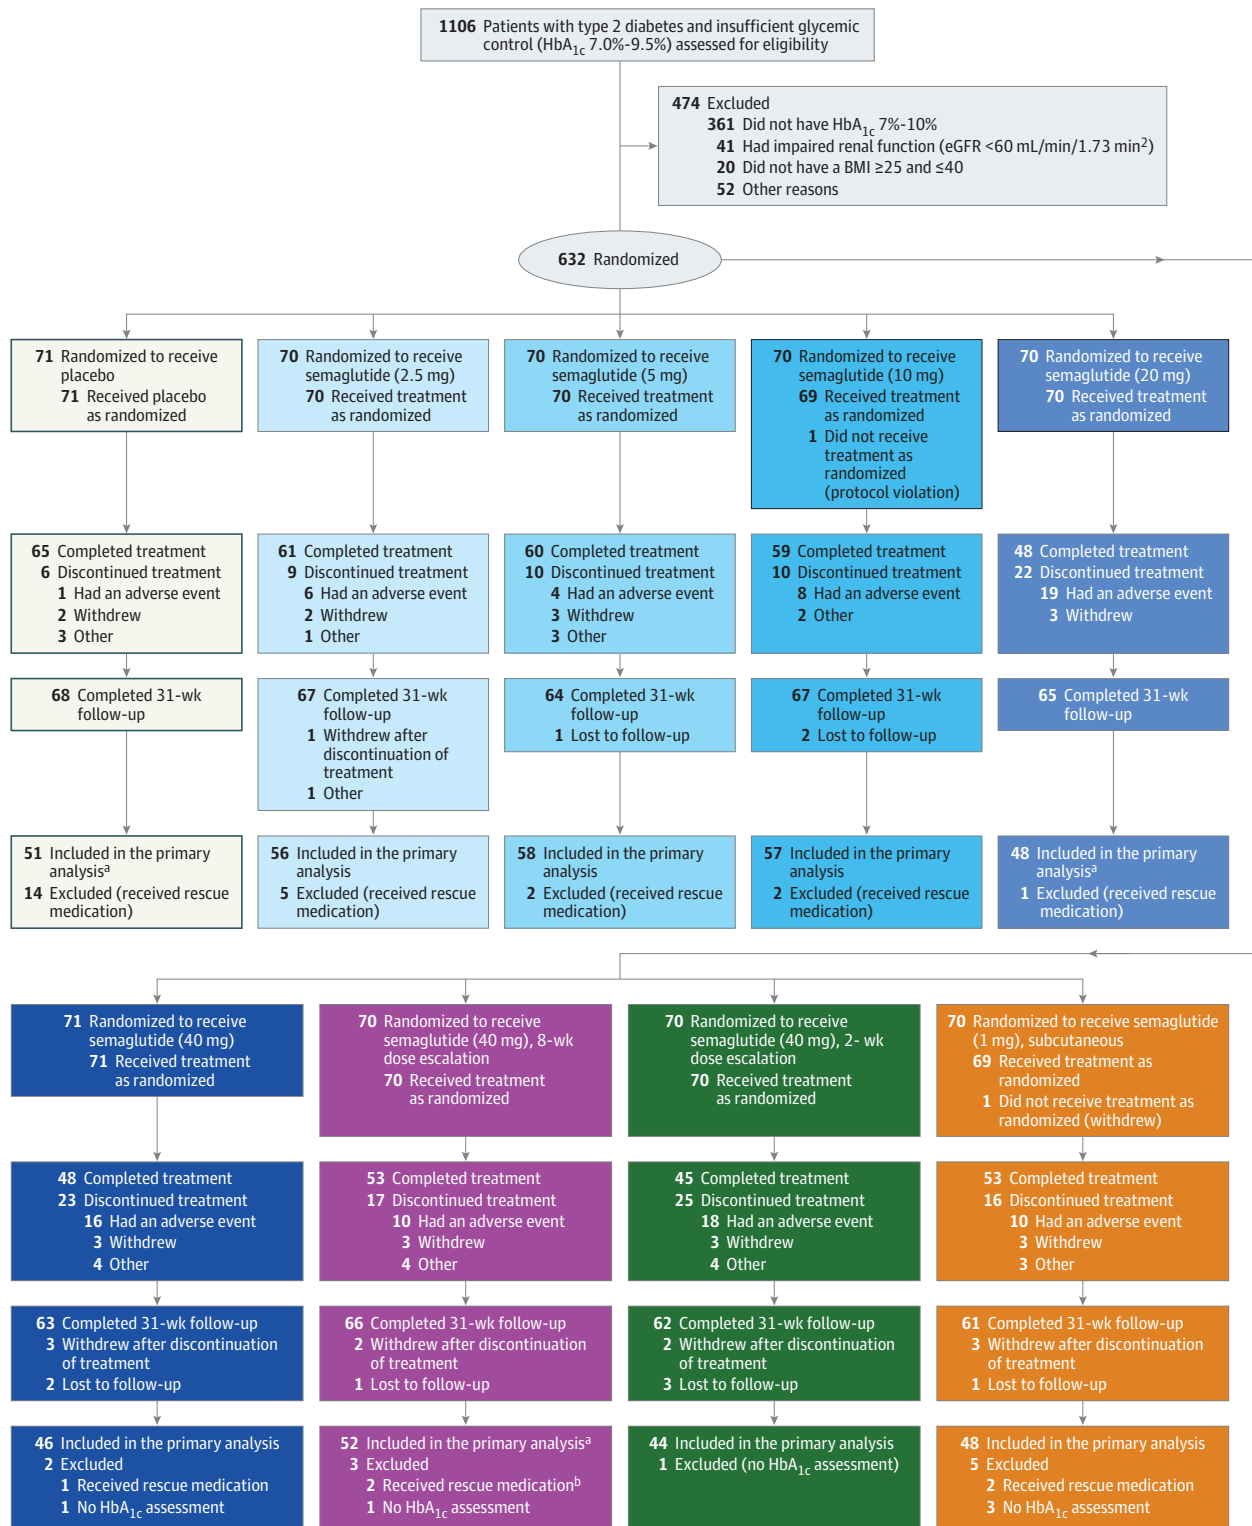 1106 Patients with type 2 diabetes and insufficient glycemic
control (HbA1c 7.0%-9.5%) assessed for eligibility
474 Excluded
361 Did not have HbA1c 7%-10%
41 Had impaired renal function (eGFR <60 mL/min/1.73 min2)
20 Did not have a BMI ≥25 and ≤40
52 Other reasons
632 Randomized
71 Randomized to receive
placebo
71 Received placebo
as randomized
70 Randomized to receive
semaglutide (2.5 mg)
70 Received treatment
as randomized
70 Randomized to receive
semaglutide (5 mg)
70 Received treatment
as randomized
70 Randomized to receive
semaglutide (10 mg)
69 Received treatment
as randomized
1 Did not receive
treatment as
randomized
(protocol violation)
70 Randomized to receive
semaglutide (20 mg)
70 Received treatment
as randomized
65 Completed treatment
6 Discontinued treatment
1 Had an adverse event
2 Withdrew
3 Other
61 Completed treatment
9 Discontinued treatment
6 Had an adverse event
2 Withdrew
1 Other
60 Completed treatment
10 Discontinued treatment
4 Had an adverse event
3 Withdrew
3 Other
59 Completed treatment
10 Discontinued treatment
8 Had an adverse event
2 Other
48 Completed treatment
22 Discontinued treatment
19 Had an adverse event
3 Withdrew
68 Completed 31-wk
follow-up
67 Completed 31-wk
follow-up
1 Withdrew after
discontinuation of
treatment
1 Other
64 Completed 31-wk
follow-up
1 Lost to follow-up
67 Completed 31-wk
follow-up
2 Lost to follow-up
65 Completed 31-wk
follow-up
51 Included in the primary
analysisa
14 Excluded (received rescue
medication)
56 Included in the primary
analysis
5 Excluded (received rescue
medication)
58 Included in the primary
analysis
2 Excluded (received rescue
medication)
57 Included in the primary
analysis
2 Excluded (received rescue
medication)
48 Included in the primary
analysisa
1 Excluded (received rescue
medication)
71 Randomized to receive
semaglutide (40 mg)
71 Received treatment
as randomized
70 Randomized to receive
semaglutide (40 mg), 8-wk
dose escalation
70 Received treatment
as randomized
70 Randomized to receive
semaglutide (40 mg), 2- wk
dose escalation
70 Received treatment
as randomized
70 Randomized to receive semaglutide
(1 mg), subcutaneous
69 Received treatment as
randomized
1 Did not receive treatment as
randomized (withdrew)
48 Completed treatment
23 Discontinued treatment
16 Had an adverse event
3 Withdrew
4 Other
53 Completed treatment
17 Discontinued treatment
10 Had an adverse event
3 Withdrew
4 Other
45 Completed treatment
25 Discontinued treatment
18 Had an adverse event
3 Withdrew
4 Other
53 Completed treatment
16 Discontinued treatment
10 Had an adverse event
3 Withdrew
3 Other
63 Completed 31-wk follow-up
3 Withdrew after discontinuation
of treatment
2 Lost to follow-up
66 Completed 31-wk follow-up
2 Withdrew after discontinuation
of treatment
1 Lost to follow-up
62 Completed 31-wk follow-up
2 Withdrew after discontinuation
of treatment
3 Lost to follow-up
61 Completed 31-wk follow-up
3 Withdrew after discontinuation
of treatment
1 Lost to follow-up
46 Included in the primary analysis
2 Excluded
1 Received rescue medication
1 No HbA1c assessment
52 Included in the primary analysisa
3 Excluded
2 Received rescue medicationb
1 No HbA1c assessment
44 Included in the primary analysis
1 Excluded (no HbA1c assessment)
48 Included in the primary analysis
5 Excluded
2 Received rescue medication
3 No HbA1c assessment